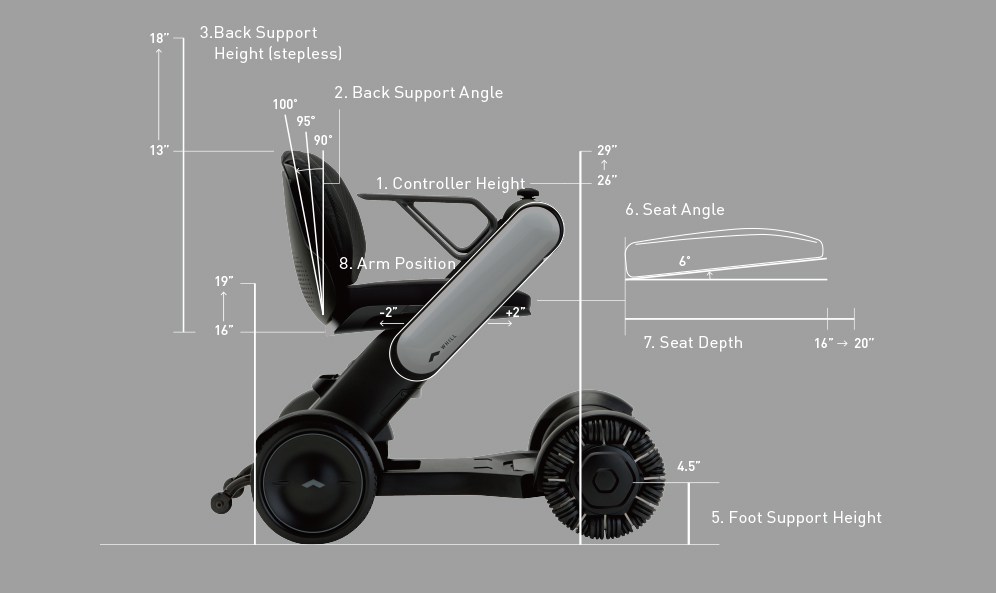 3.Back Support
Height (stepless)
18”
2. Back Support Angle
100°
95°
90°
13”
29”
26”
1. Controller Height
6. Seat Angle
6°
8. Arm Position
19”
16”
-2”
+2”
WHILL
7. Seat Depth
16” → 20”
4.5”
5. Foot Support Height